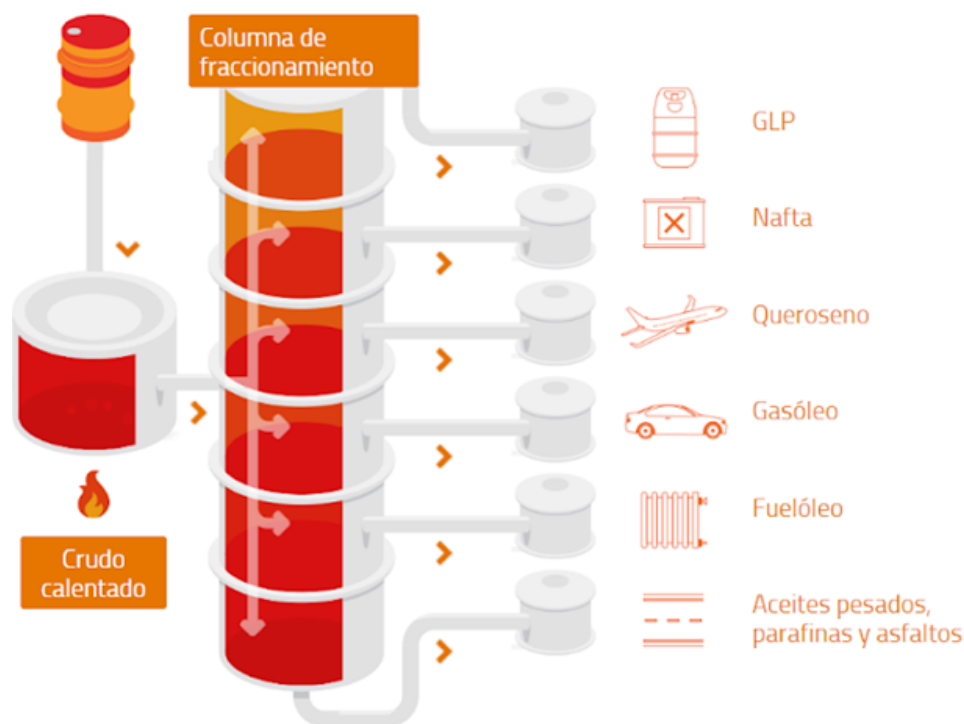 Columna de
fraccionamiento
GLP
Nafta
Queroseno
Gasóleo
Fuelóleo
Crudo
calentado
Aceites pesados,
parafinas y asfaltos